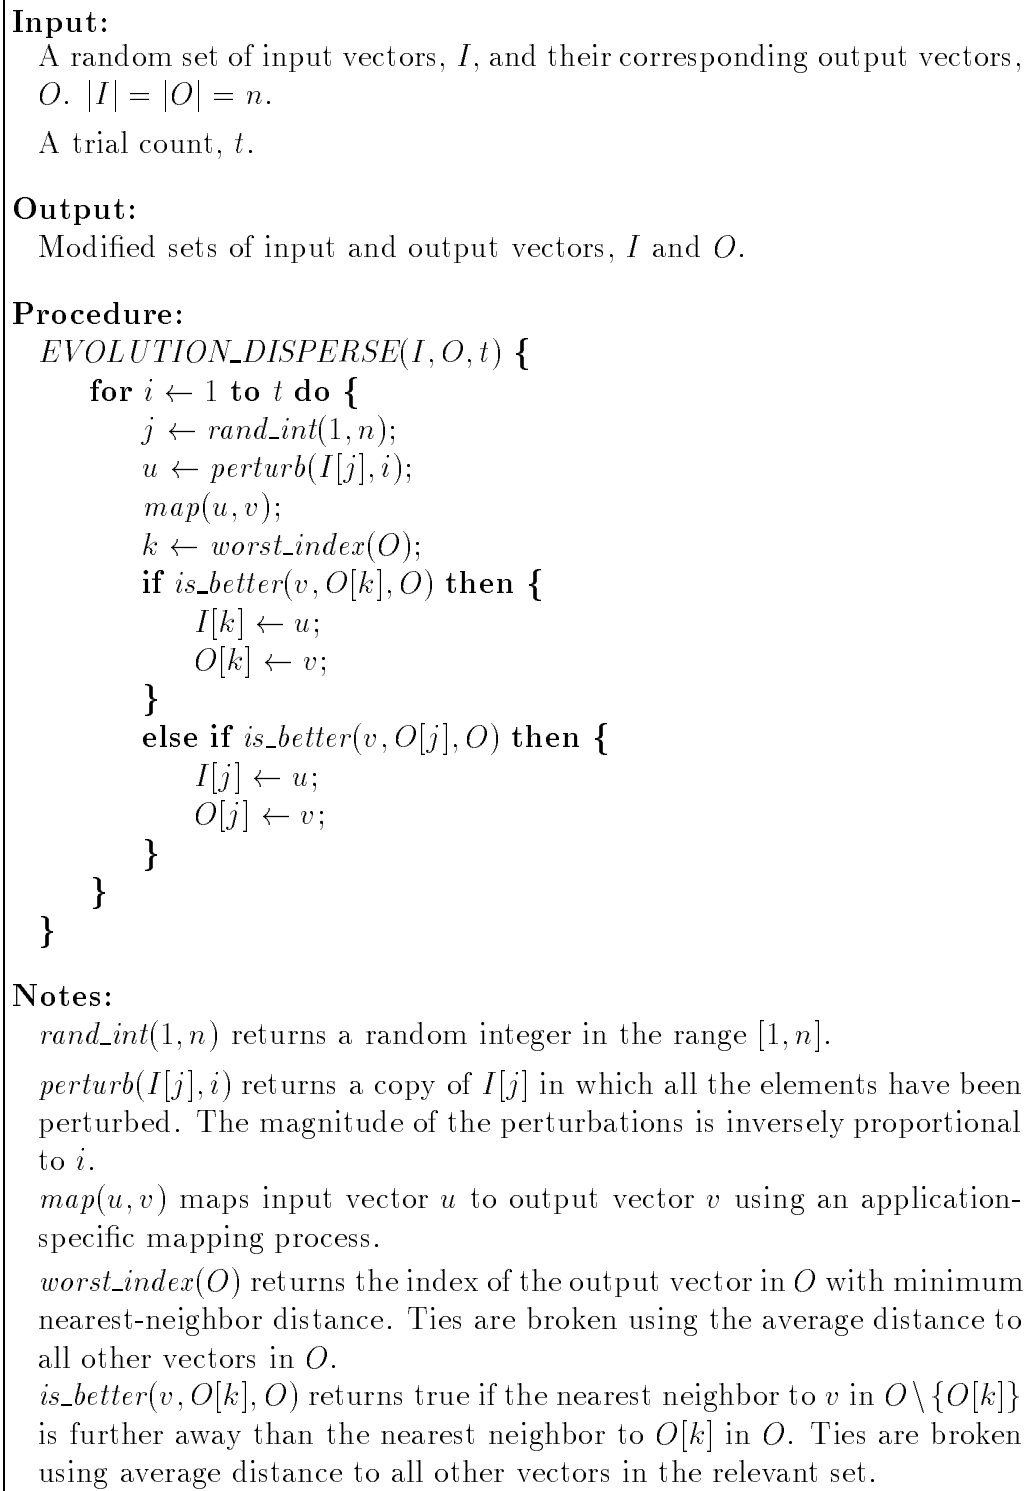 Input:
A random set of input vectors, I, and their corresponding output vectors,
O. |I| = |O| = n.
A trial count, t.
Output:
Modified sets of input and output vectors, I and O.
Procedure:
EVOLUTION_DISPERSE(I, O, t) {
for i ← 1 to t do {
j ← rand_int(1, n);
u ← perturb(I[j], i);
map(u, v);
k ← worst_index(O);
if is_better(v, O[k], O) then {
I[k] ← u;
O[k] ← v;
}
else if is_better(v, O[j], O) then {
I[j] ← u;
O[j] ← v;
}
}
}
Notes:
rand_int(1, n) returns a random integer in the range [1, n].
perturb(I[j], i) returns a copy of I[j] in which all the elements have been
perturbed. The magnitude of the perturbations is inversely proportional
to i.
map(u, v) maps input vector u to output vector v using an application-
specific mapping process.
worst_index(O) returns the index of the output vector in O with minimum
nearest-neighbor distance. Ties are broken using the average distance to
all other vectors in O.
is_better(v, O[k], O) returns true if the nearest neighbor to v in O\{O[k]}
is further away than the nearest neighbor to O[k] in O. Ties are broken
using average distance to all other vectors in the relevant set.